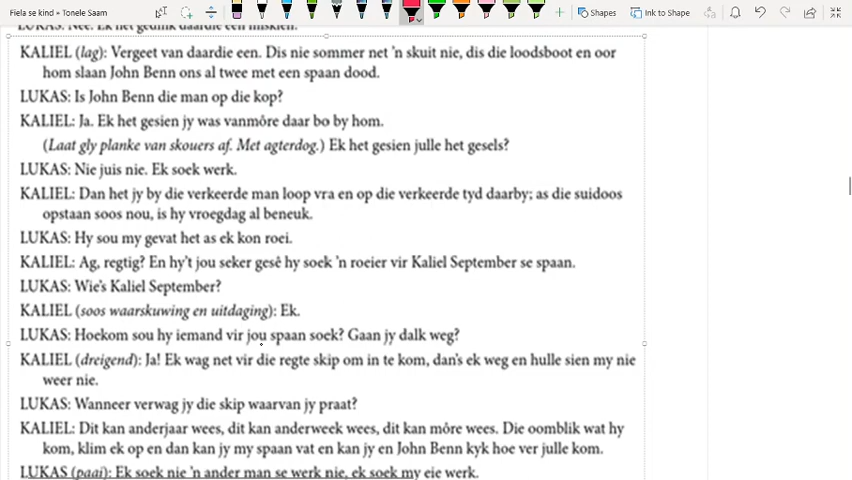 Fiela se kind » Tonele Saam
Shapes
Ink to Shape
KALIEL (lag): Vergeet van daardie een. Dis nie sommer net 'n skuit nie, dis die loodsboot en oor
hom slaan John Benn ons al twee met een spaan dood.
LUKAS: Is John Benn die man op die kop?
KALIEL: Ja. Ek het gesien jy was vanmôre daar bo by hom.
(Laat gly planke van skouers af. Met agterdog.) Ek het gesien julle het gesels?
LUKAS: Nie juis nie. Ek soek werk.
KALIEL: Dan het jy by die verkeerde man loop vra en op die verkeerde tyd daarby; as die suidoos
opstaan soos nou, is hy vroegdag al beneuk.
LUKAS: Hy sou my gevat het as ek kon roei.
KALIEL: Ag, regtig? En hy't jou seker gesê hy soek 'n roeier vir Kaliel September se spaan.
LUKAS: Wie's Kaliel September?
KALIEL (soos waarskuwing en uitdaging): Ek.
LUKAS: Hoekom sou hy iemand vir jou spaan soek? Gaan jy dalk weg?
KALIEL (dreigend): Ja! Ek wag net vir die regte skip om in te kom, dan's ek weg en hulle sien my nie
weer nie.
LUKAS: Wanneer verwag jy die skip waarvan jy praat?
KALIEL: Dit kan anderjaar wees, dit kan anderweek wees, dit kan môre wees. Die oomblik wat hy
kom, klim ek op en dan kan jy my spaan vat en kan jy en John Benn kyk hoe ver julle kom.
LUKAS (paai): Ek soek nie 'n ander man se werk nie, ek soek my eie werk.